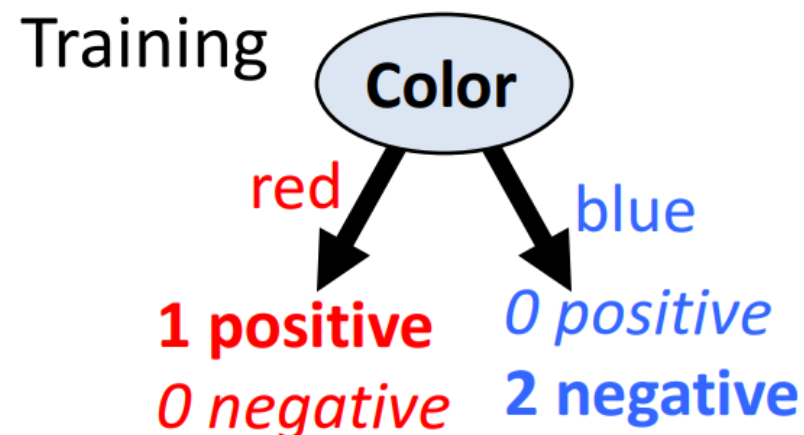 Training
Color
red
blue
1 positive
0 negative
0 positive
2 negative